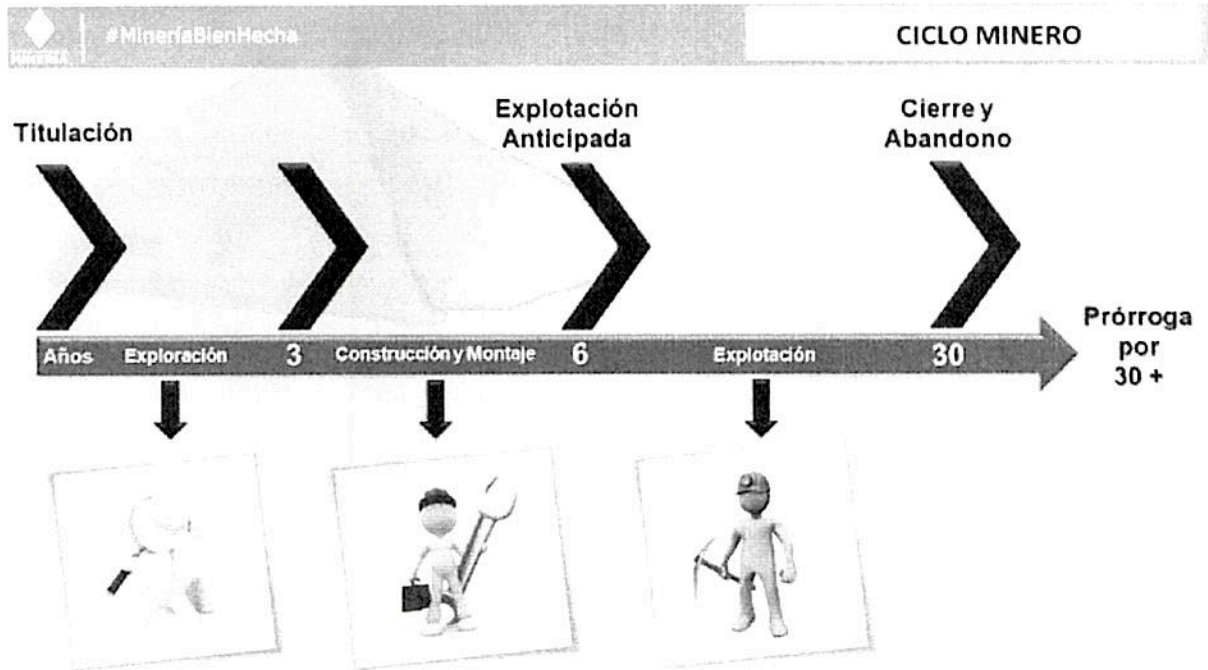 MINERÍA
#MineríaBienHecha
CICLO MINERO
Titulación
Explotación
Anticipada
Cierre y
Abandono
Años
Exploración
3
Construcción y Montaje
6
Explotación
30
Prórroga
por
30 +